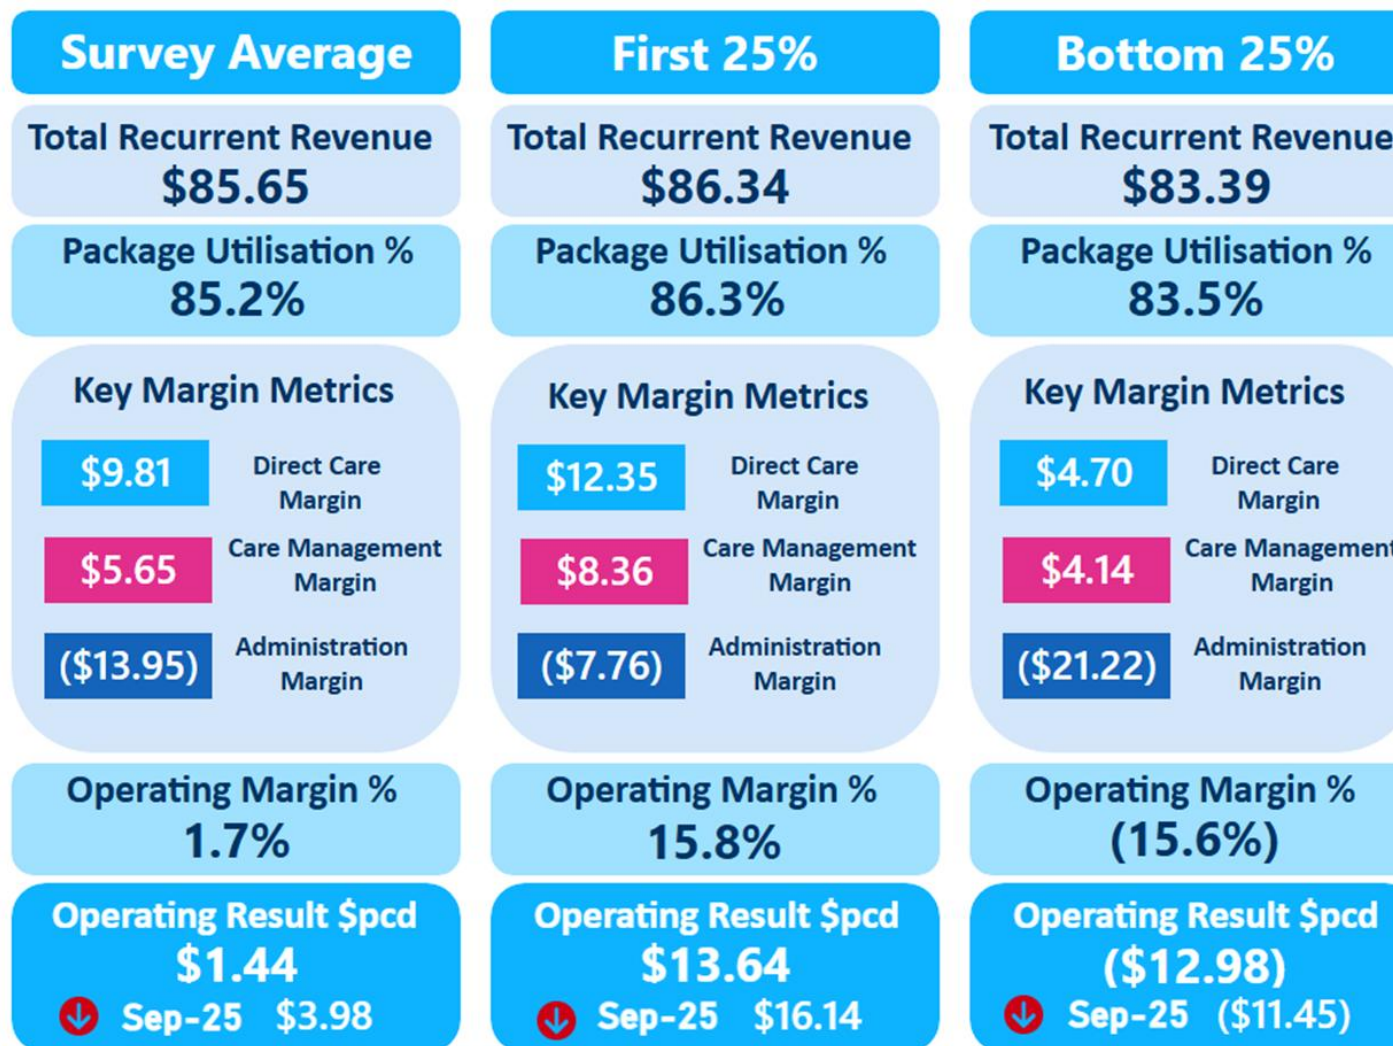 Survey Average
Total Recurrent Revenue
$85.65
Package Utilisation %
85.2%
Key Margin Metrics
$9.81
Direct Care
Margin
$5.65
Care Management
Margin
($13.95)
Administration
Margin
Operating Margin %
1.7%
Operating Result $pcd
$1.44
Sep-25 $3.98
First 25%
Total Recurrent Revenue
$86.34
Package Utilisation %
86.3%
Key Margin Metrics
$12.35
Direct Care
Margin
$8.36
Care Management
Margin
($7.76)
Administration
Margin
Operating Margin %
15.8%
Operating Result $pcd
$13.64
Sep-25 $16.14
Bottom 25%
Total Recurrent Revenue
$83.39
Package Utilisation %
83.5%
Key Margin Metrics
$4.70
Direct Care
Margin
$4.14
Care Management
Margin
($21.22)
Administration
Margin
Operating Margin %
(15.6%)
Operating Result $pcd
($12.98)
Sep-25 ($11.45)